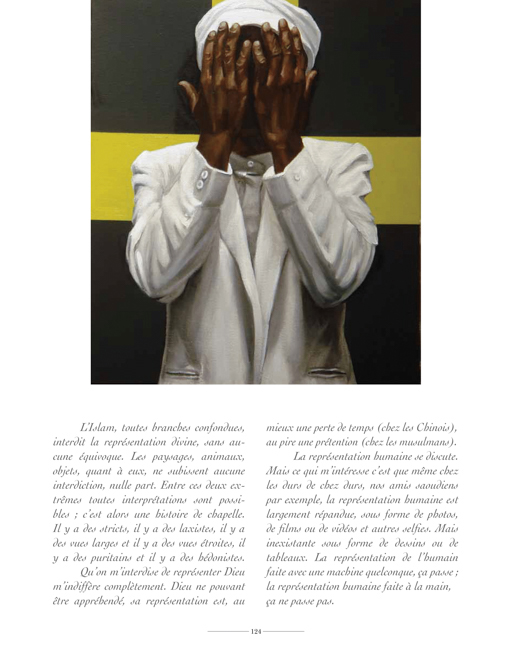 L'Islam, toutes branches confondues,
interdit la représentation divine, sans au-
cune équivoque. Les paysages, animaux,
objets, quant à eux, ne subissent aucune
interdiction, nulle part. Entre ces deux ex-
trêmes toutes interprétations sont possi-
bles ; c'est alors une histoire de chapelle.
Il y a des stricts, il y a des laxistes, il y a
des vues larges et il y a des vues étroites, il
y a des puritains et il y a des hédonistes.
Qu'on m'interdise de représenter Dieu
m'indiffère complètement. Dieu ne pouvant
être appréhendé, sa représentation est, au
mieux une perte de temps (chez les Chinois),
au pire une prétention (chez les musulmans).
La représentation humaine se discute.
Mais ce qui m'intéresse c'est que même chez
les durs de chez durs, nos amis saoudiens
par exemple, la représentation humaine est
largement répandue, sous forme de photos,
de films ou de vidéos et autres selfies. Mais
inexistante sous forme de dessins ou de
tableaux. La représentation de l'humain
faite avec une machine quelconque, ça passe ;
la représentation humaine faite à la main,
ça ne passe pas.
124